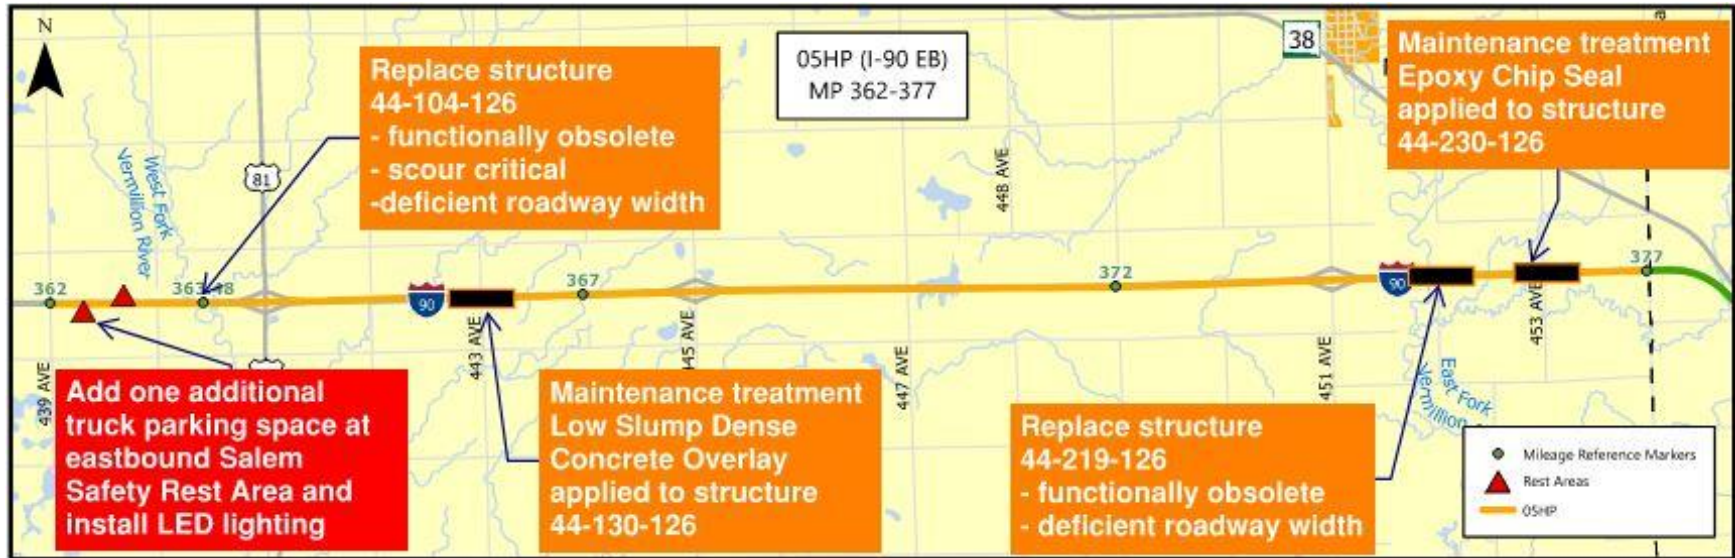 N
05HP (I-90 EB)
MP 362-377
38
Replace structure
44-104-126
- functionally obsolete
- scour critical
-deficient roadway width
Maintenance treatment
Epoxy Chip Seal
applied to structure
44-230-126
West Fork
Vermillion River
81
448 AVE
362
90
367
372
90
377
439 AVE
443 AVE
45 AVE
447 AVE
451 AVE
453 AVE
East Fork
Vermillion
Add one additional
truck parking space at
eastbound Salem
Safety Rest Area and
install LED lighting
Maintenance treatment
Low Slump Dense
Concrete Overlay
applied to structure
44-130-126
Replace structure
44-219-126
- functionally obsolete
- deficient roadway width
Mileage Reference Markers
Rest Areas
05HP